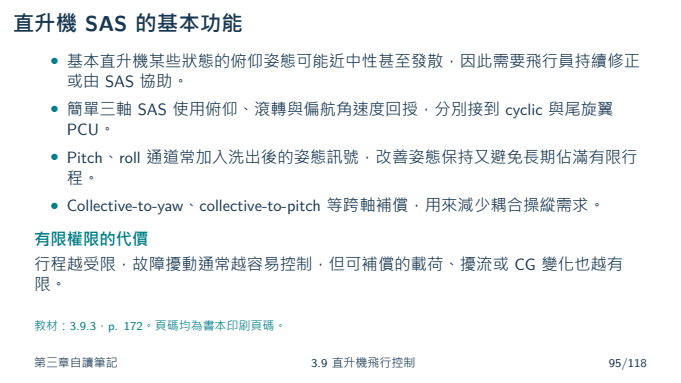 直升機 SAS 的基本功能
• 基本直升機某些狀態的俯仰姿態可能近中性甚至發散，因此需要飛行員持續修正
或由 SAS 協助。
• 簡單三軸 SAS 使用俯仰、滾轉與偏航角速度回授，分別接到 cyclic 與尾旋翼
PCU。
• Pitch、roll 通道常加入洗出後的姿態訊號，改善姿態保持又避免長期佔滿有限行
程。
• Collective-to-yaw、collective-to-pitch 等跨軸補償，用來減少耦合操縱需求。
有限權限的代價
行程越受限，故障擾動通常越容易控制，但可補償的載荷、擾流或 CG 變化也越有
限。
教材：3.9.3，p. 172。頁碼均為書本印刷頁碼。
第三章自讀筆記 3.9 直升機飛行控制 95/118